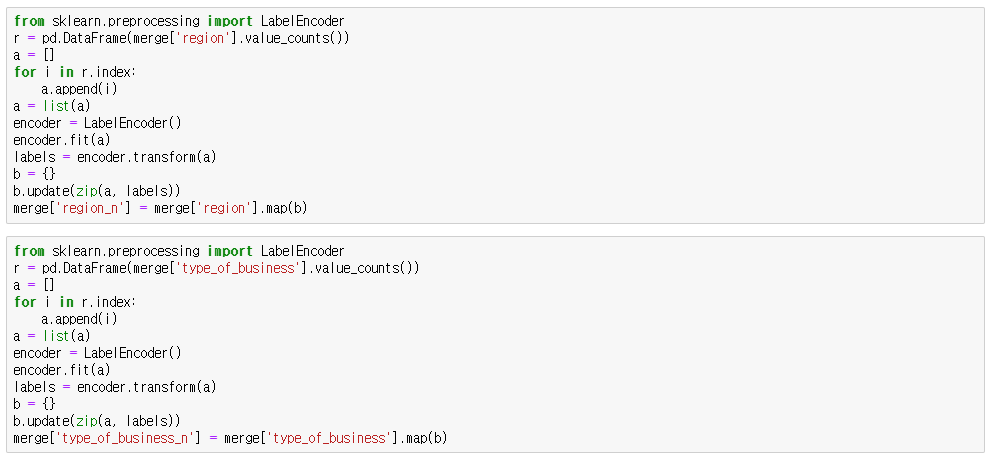 from sklearn.preprocessing import LabelEncoder
r = pd.DataFrame(merge['region'].value_counts())
a = []
for i in r.index:
    a.append(i)
a = list(a)
encoder = LabelEncoder()
encoder.fit(a)
labels = encoder.transform(a)
b = {}
b.update(zip(a, labels))
merge['region_n'] = merge['region'].map(b)
from sklearn.preprocessing import LabelEncoder
r = pd.DataFrame(merge['type_of_business'].value_counts())
a = []
for i in r.index:
    a.append(i)
a = list(a)
encoder = LabelEncoder()
encoder.fit(a)
labels = encoder.transform(a)
b = {}
b.update(zip(a, labels))
merge['type_of_business_n'] = merge['type_of_business'].map(b)